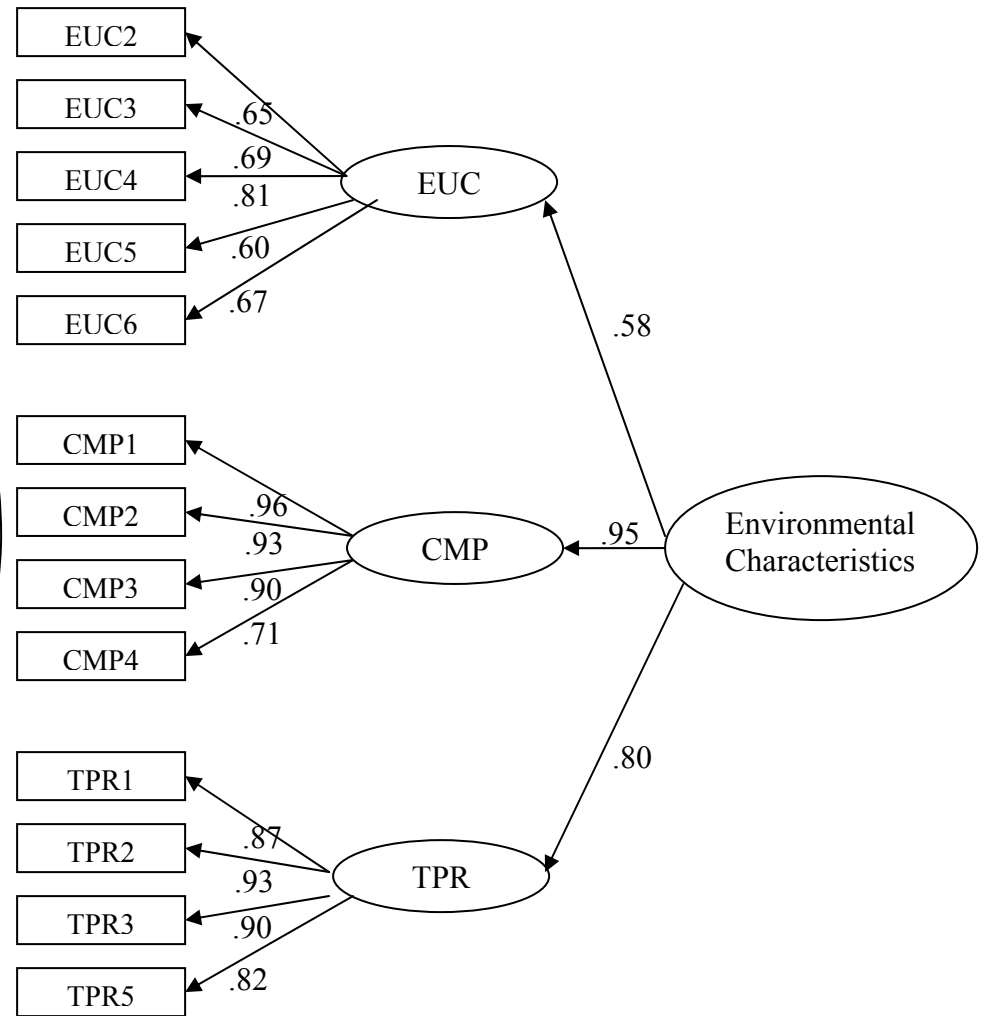 EUC2
EUC3
.65
.69
EUC4
EUC
.81
EUC5
.60
EUC6
.67
.58
CMP1
CMP2
.96
.93
CMP
.95
Environmental
Characteristics
CMP3
.90
.71
CMP4
.80
TPR1
TPR2
.87
.93
TPR
TPR3
.90
.82
TPR5